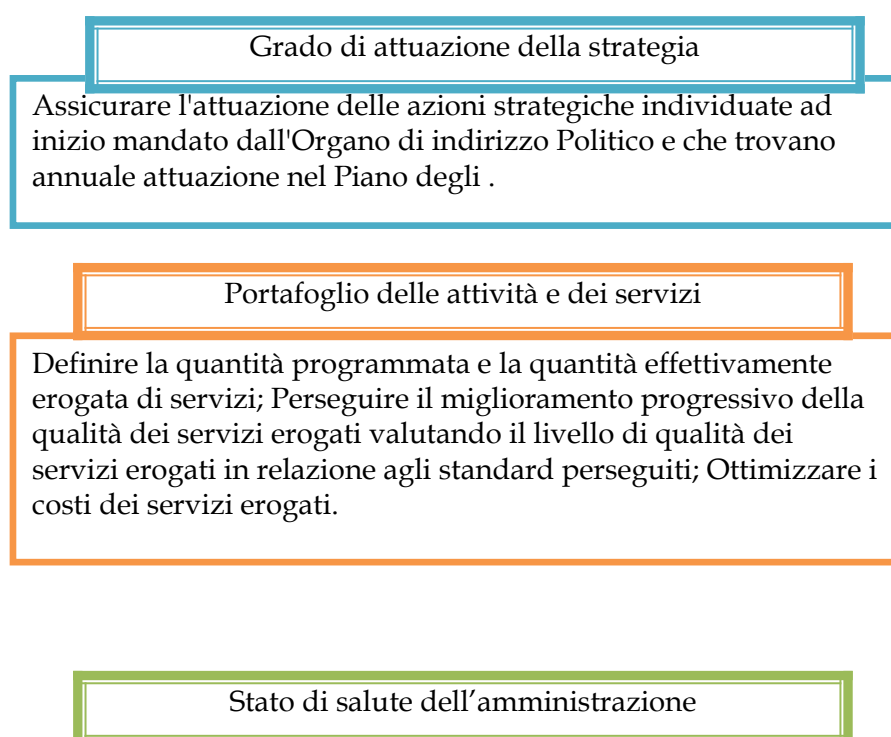 Grado di attuazione della strategia
Assicurare l'attuazione delle azioni strategiche individuate ad
inizio mandato dall'Organo di indirizzo Politico e che trovano
annuale attuazione nel Piano degli .
Portafoglio delle attività e dei servizi
Definire la quantità programmata e la quantità effettivamente
erogata di servizi; Perseguire il miglioramento progressivo della
qualità dei servizi erogati valutando il livello di qualità dei
servizi erogati in relazione agli standard perseguiti; Ottimizzare i
costi dei servizi erogati.
Stato di salute dell’amministrazione